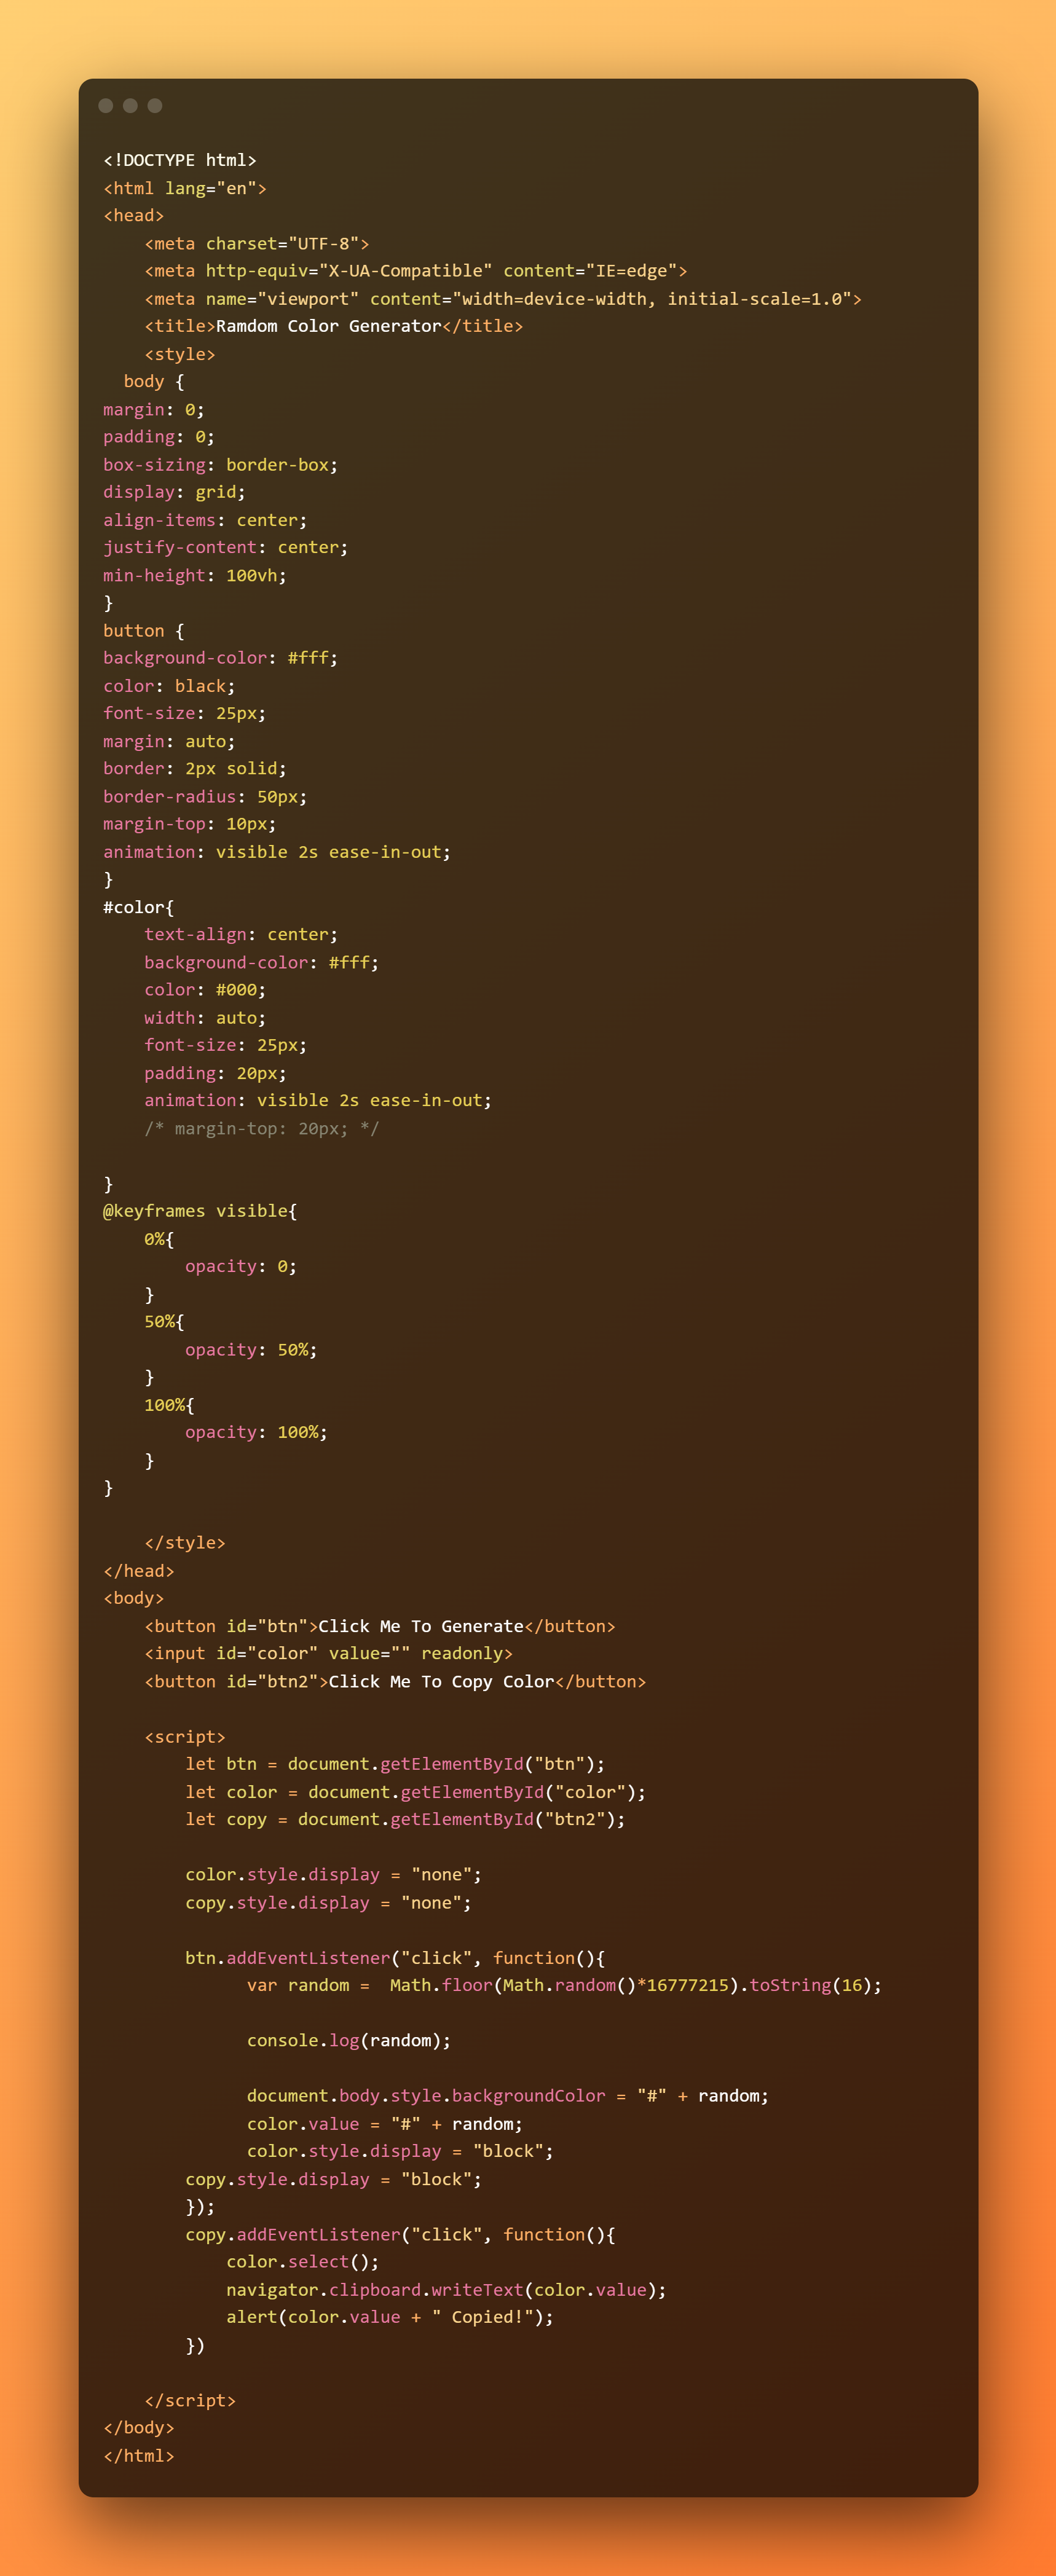 <!DOCTYPE html>
<html lang="en">
<head>
    <meta charset="UTF-8">
    <meta http-equiv="X-UA-Compatible" content="IE=edge">
    <meta name="viewport" content="width=device-width, initial-scale=1.0">
    <title>Ramdom Color Generator</title>
    <style>
  body {
margin: 0;
padding: 0;
box-sizing: border-box;
display: grid;
align-items: center;
justify-content: center;
min-height: 100vh;
}
button {
background-color: #fff;
color: black;
font-size: 25px;
margin: auto;
border: 2px solid;
border-radius: 50px;
margin-top: 10px;
animation: visible 2s ease-in-out;
}
#color{
    text-align: center;
    background-color: #fff;
    color: #000;
    width: auto;
    font-size: 25px;
    padding: 20px;
    animation: visible 2s ease-in-out;
    /* margin-top: 20px; */

}
@keyframes visible{
    0%{
        opacity: 0;
    }
    50%{
        opacity: 50%;
    }
    100%{
        opacity: 100%;
    }
}

    </style>
</head>
<body>
    <button id="btn">Click Me To Generate</button>
    <input id="color" value="" readonly>
    <button id="btn2">Click Me To Copy Color</button>

    <script>
        let btn = document.getElementById("btn");
        let color = document.getElementById("color");
        let copy = document.getElementById("btn2");

        color.style.display = "none";
        copy.style.display = "none";

        btn.addEventListener("click", function(){
              var random =  Math.floor(Math.random()*16777215).toString(16);

              console.log(random);

              document.body.style.backgroundColor = "#" + random;
              color.value = "#" + random;
              color.style.display = "block";
        copy.style.display = "block";
        });
        copy.addEventListener("click", function(){
            color.select();
            navigator.clipboard.writeText(color.value);
            alert(color.value + " Copied!");
        })

    </script>
</body>
</html>